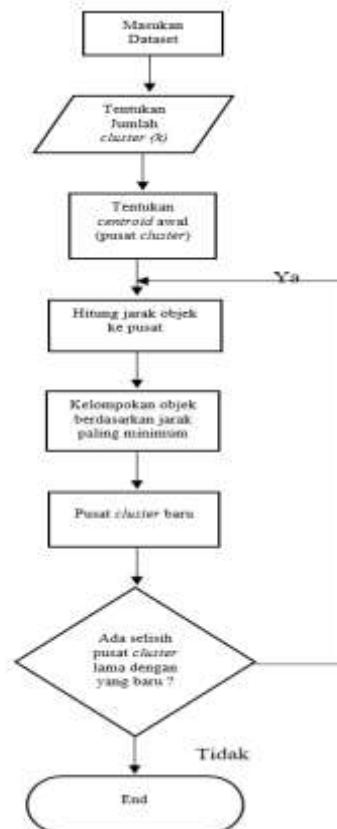 Masukan
Dataset
Tentukan
Jumlah
cluster (k)
Tentukan
centroid awal
(pusat cluster)
Ya
Hitung jarak objek
ke pusat
Kelompokan objek
berdasarkan jarak
paling minimum
Pusat cluster baru
Ada selisih
pusat cluster
lama dengan
yang baru ?
Tidak
End